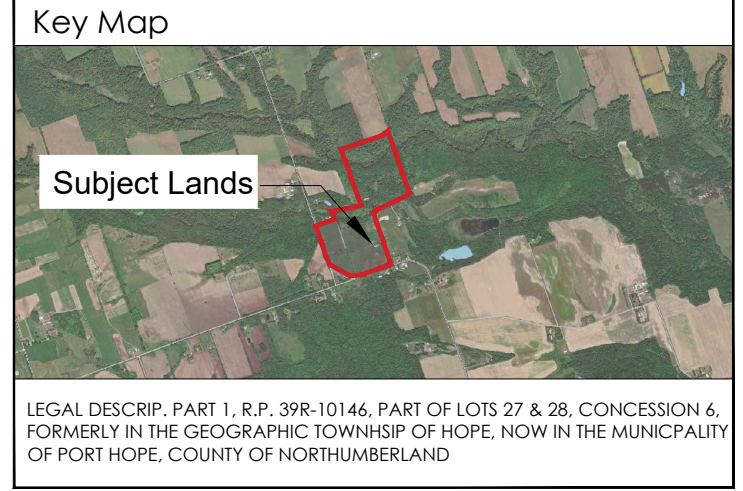 Key Map
Subject Lands
LEGAL DESCRIP. PART 1, R.P. 39R-10146, PART OF LOTS 27 & 28, CONCESSION 6,
FORMERLY IN THE GEOGRAPHIC TOWNHSIP OF HOPE, NOW IN THE MUNICPALITY
OF PORT HOPE, COUNTY OF NORTHUMBERLAND